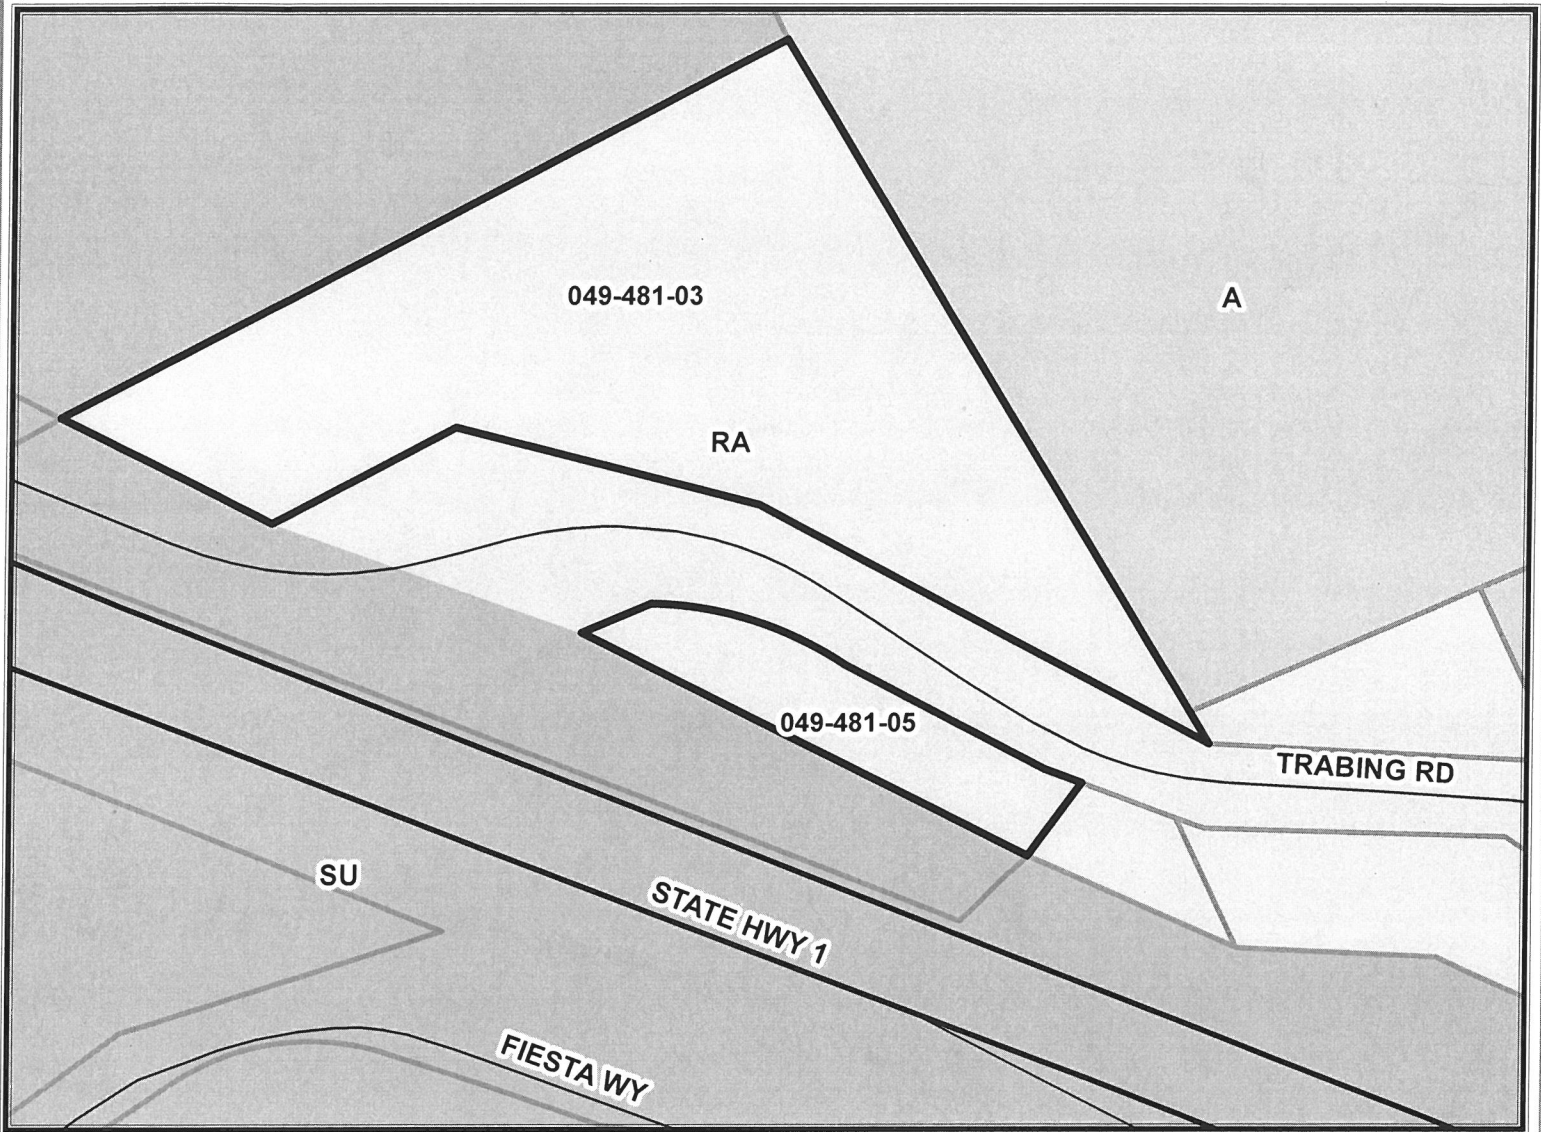 049-481-03
A
RA
049-481-05
TRABING RD
SU
STATE HWY 1
FIESTA WY